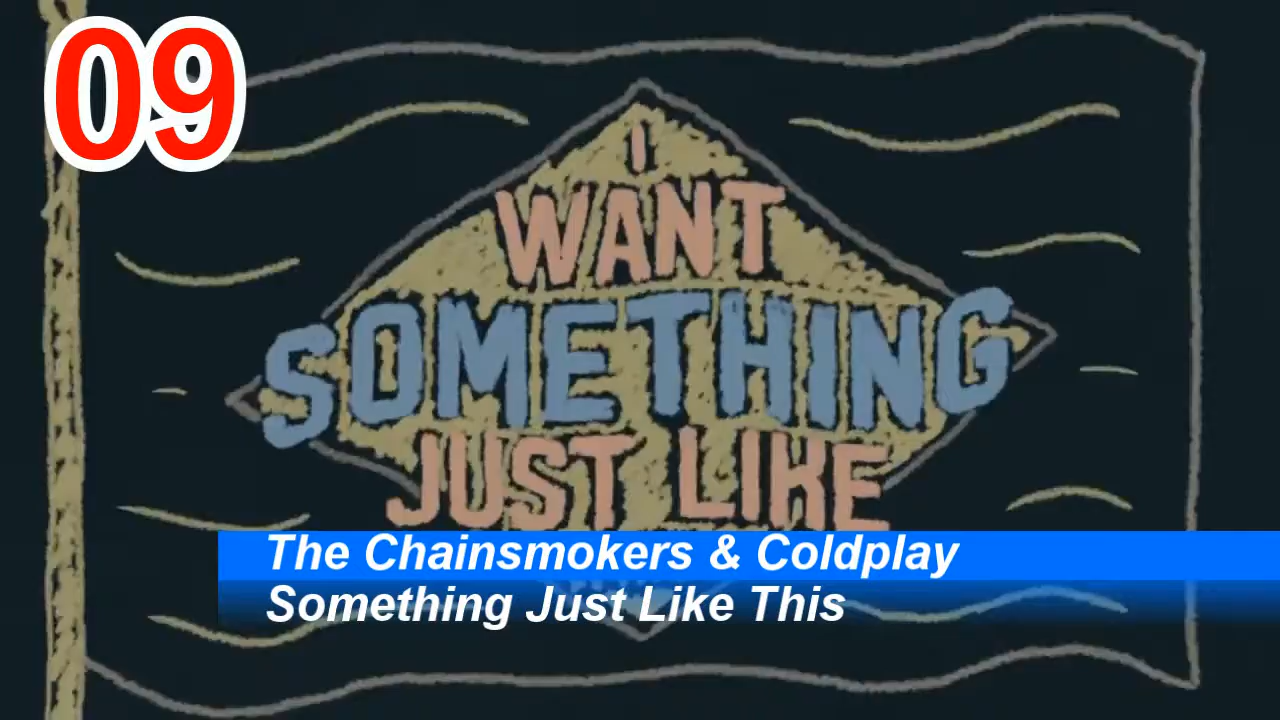 09
I
WANT
SOMETHING
JUST LIKE
The Chainsmokers & Coldplay
Something Just Like This